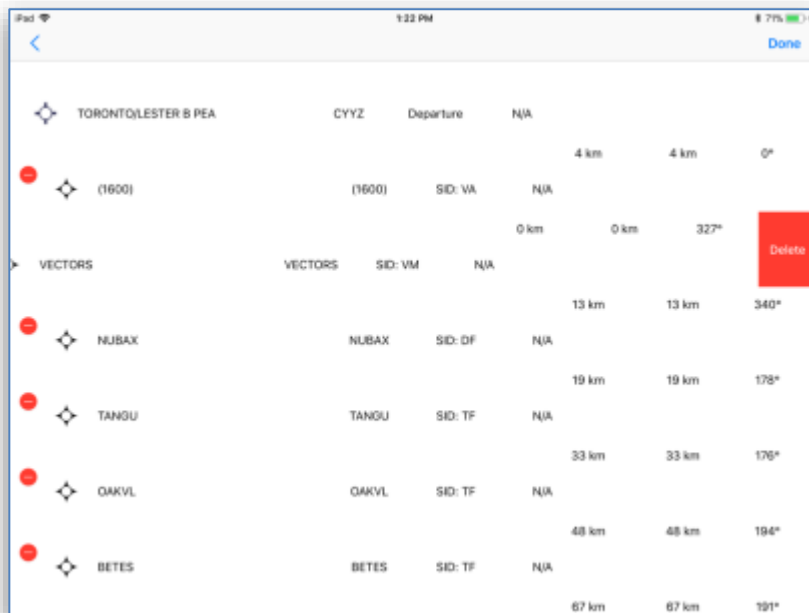 iPad 1:22 PM 71%
Done
TORONTO/LESTER B PEA CYYZ Departure N/A
4 km 4 km 0°
(1600) (1600) SID: VA N/A
0 km 0 km 327°
Delete
VECTORS VECTORS SID: VM N/A
13 km 13 km 340°
NUBAX NUBAX SID: DF N/A
19 km 19 km 178°
TANGU TANGU SID: TF N/A
33 km 33 km 176°
OAKVL OAKVL SID: TF N/A
48 km 48 km 194°
BETES BETES SID: TF N/A
67 km 67 km 191°